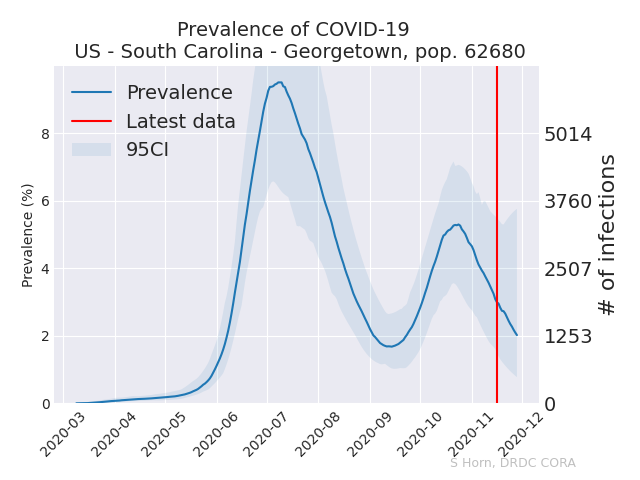 Prevalence of COVID-19
US - South Carolina - Georgetown, pop. 62680
Prevalence
Latest data
95CI
Prevalence (%)
8
6
4
2
0
5014
3760
2507
1253
0
# of infections
2020-03
2020-04
2020-05
2020-06
2020-07
2020-08
2020-09
2020-10
2020-11
2020-12
S Horn, DRDC CORA